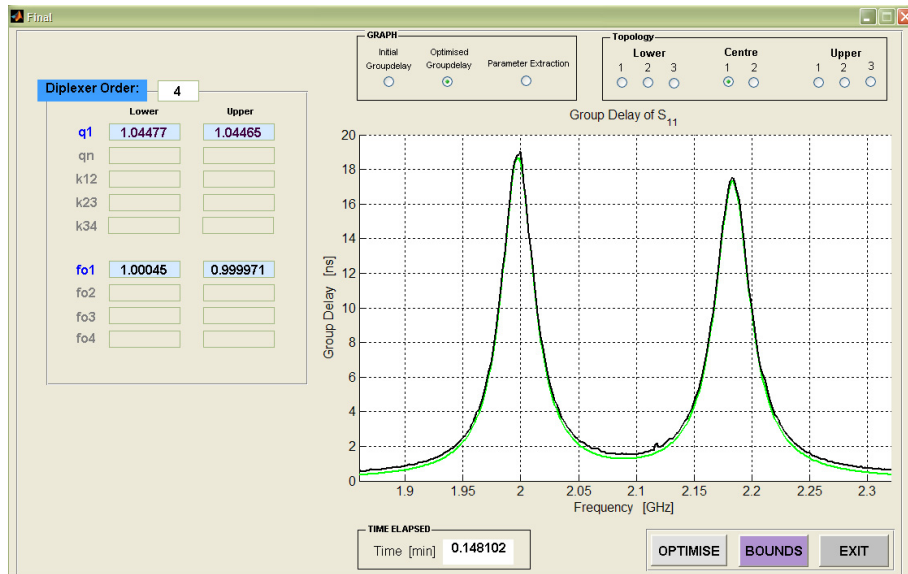 Final
GRAPH
Initial Groupdelay
Optimised Groupdelay
Parameter Extraction
Topology
Lower
1 2 3
Centre
1 2
Upper
1 2 3
Diplexer Order: 4
Lower Upper
q1 1.04477 1.04465
qn
k12
k23
k34
fo1 1.00045 0.999971
fo2
fo3
fo4
Group Delay of S11
Group Delay [ns]
20
18
16
14
12
10
8
6
4
2
0
1.9 1.95 2 2.05 2.1 2.15 2.2 2.25 2.3
Frequency [GHz]
TIME ELAPSED
Time [min] 0.148102
OPTIMISE BOUNDS EXIT